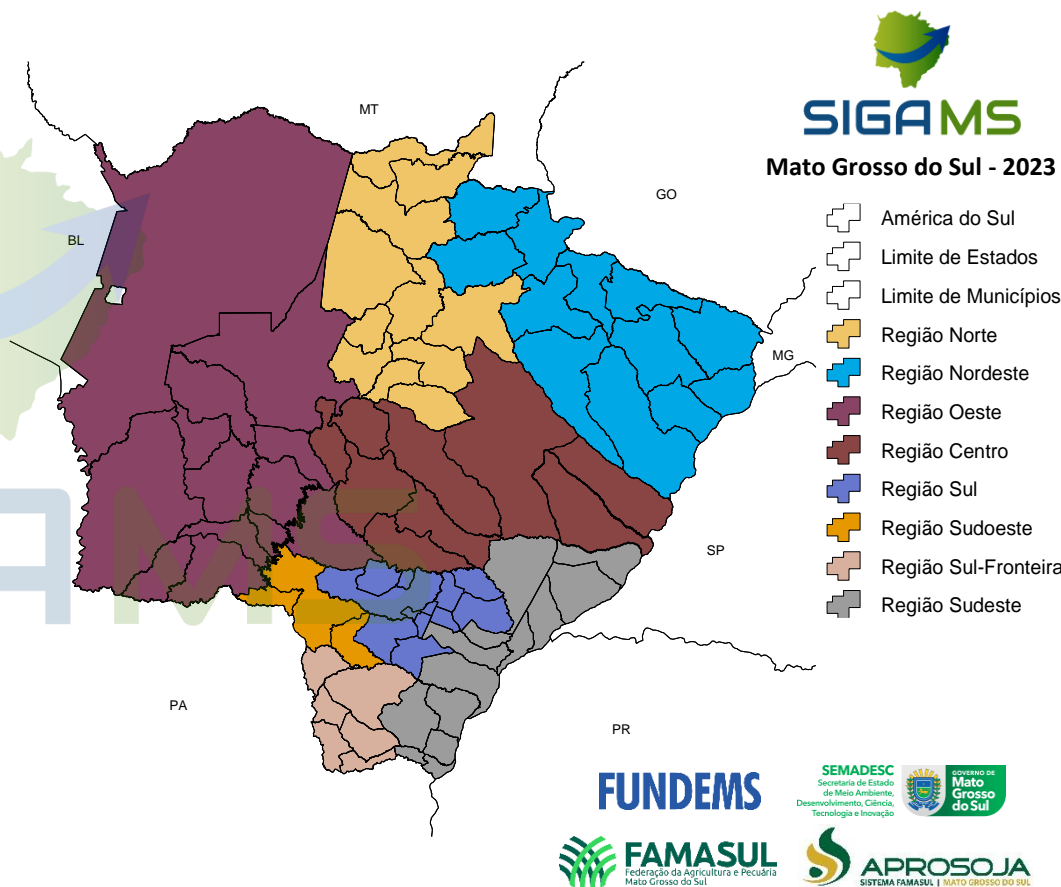 SIGAMS
Mato Grosso do Sul - 2023
América do Sul
Limite de Estados
Limite de Municípios
Região Norte
Região Nordeste
Região Oeste
Região Centro
Região Sul
Região Sudoeste
Região Sul-Fronteira
Região Sudeste
MT
GO
BL
MG
SP
PA
PR
AMS
FUNDEMS
SEMADESC
Secretaria de Estado
de Meio Ambiente,
Desenvolvimento, Ciência,
Tecnologia e Inovação
GOVERNO DE
Mato
Grosso
do Sul
FAMASUL
Federação da Agricultura e Pecuária
Mato Grosso do Sul
APROSOJA
SISTEMA FAMASUL | MATO GROSSO DO SUL